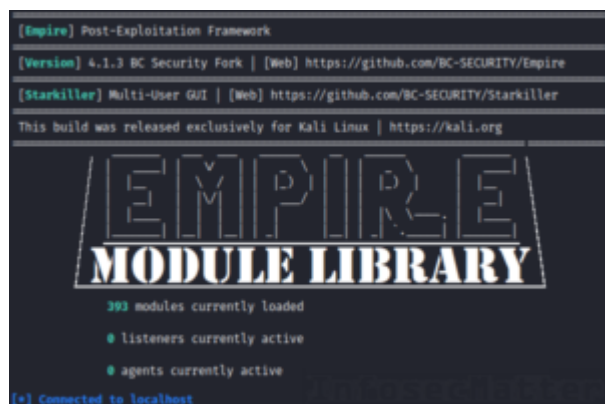 [Empire] Post-Exploitation Framework
[Version] 4.1.3 BC Security Fork | [Web] https://github.com/BC-SECURITY/Empire
[Starkiller] Multi-User GUI | [Web] https://github.com/BC-SECURITY/Starkiller
This build was released exclusively for Kali Linux | https://kali.org
EMPIRE
MODULE LIBRARY
393 modules currently loaded
0 listeners currently active
0 agents currently active
[*] Connected to localhost